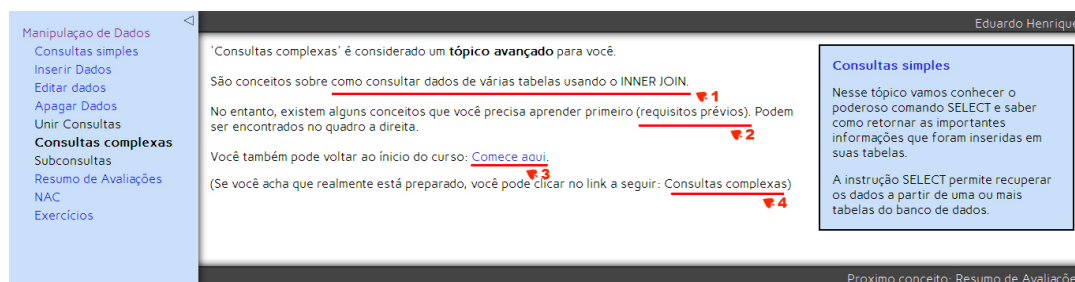 Manipulaçao de Dados
Consultas simples
Inserir Dados
Editar dados
Apagar Dados
Unir Consultas
Consultas complexas
Subconsultas
Resumo de Avaliações
NAC
Exercícios
Eduardo Henrique
'Consultas complexas' é considerado um tópico avançado para você.
São conceitos sobre como consultar dados de várias tabelas usando o INNER JOIN.
1
No entanto, existem alguns conceitos que você precisa aprender primeiro (requisitos prévios). Podem
ser encontrados no quadro a direita.
2
Você também pode voltar ao ínicio do curso: Comece aqui.
3
(Se você acha que realmente está preparado, você pode clicar no link a seguir: Consultas complexas)
4
Consultas simples
Nesse tópico vamos conhecer o
poderoso comando SELECT e saber
como retornar as importantes
informações que foram inseridas em
suas tabelas.
A instrução SELECT permite recuperar
os dados a partir de uma ou mais
tabelas do banco de dados.
Proximo conceito: Resumo de Avaliaçõe